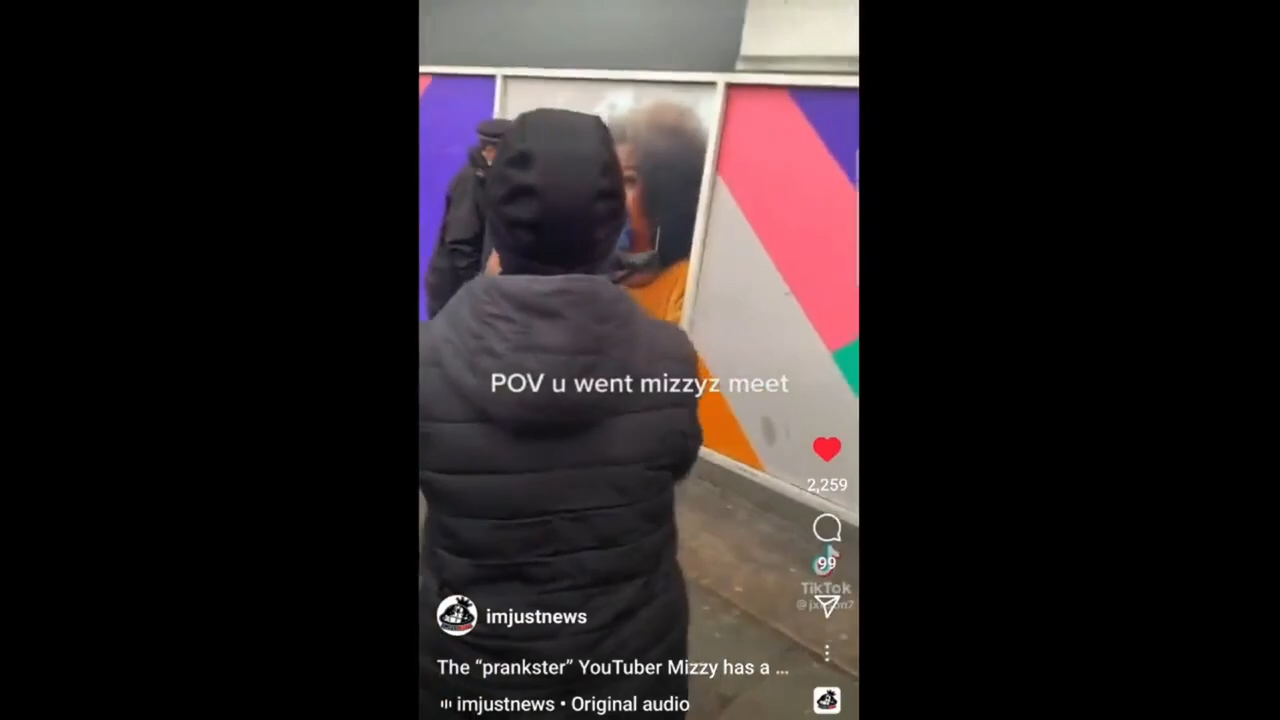 POV u went mizzyz meet
2,259
99
TikTok
imjustnews
The “prankster” YouTuber Mizzy has a ...
imjustnews • Original audio